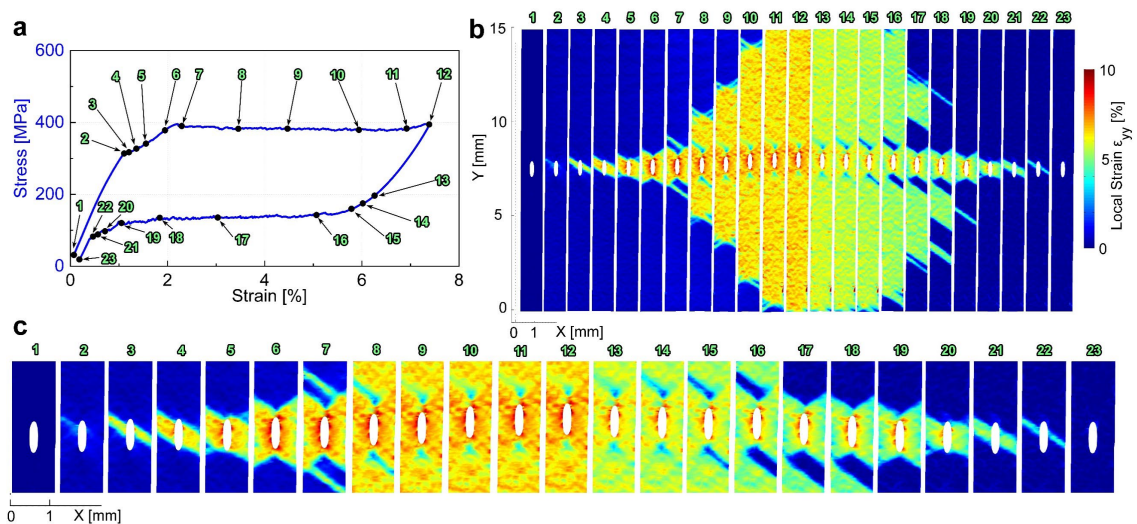 a
600
400
200
0
Stress [MPa]
0 2 4 6 8
Strain [%]
1
2
3
4
5
6
7
8
9
10
11
12
13
14
15
16
17
18
19
20
21
22
23
b
1 2 3 4 5 6 7 8 9 10 11 12 13 14 15 16 17 18 19 20 21 22 23
15
10
5
0
Y [mm]
0 1 X [mm]
10
5
0
Local Strain ε yy [%]
c
1 2 3 4 5 6 7 8 9 10 11 12 13 14 15 16 17 18 19 20 21 22 23
0 1 X [mm]